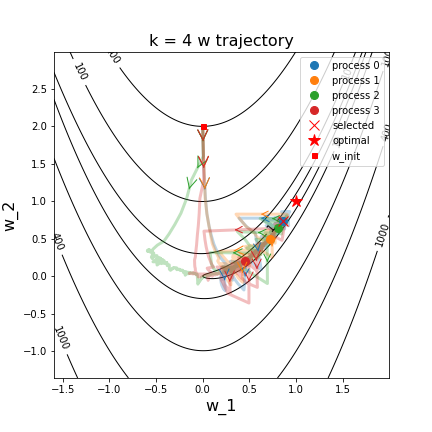 k = 4 w trajectory
process 0
process 1
process 2
process 3
selected
optimal
w_init
100
100
400
1000
1000
w_2
2.5
2.0
1.5
1.0
0.5
0.0
−0.5
−1.0
−1.5
−1.0
−0.5
0.0
0.5
1.0
1.5
w_1